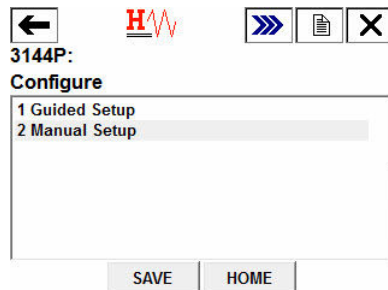 H
3144P:
Configure
1 Guided Setup
2 Manual Setup
SAVE HOME